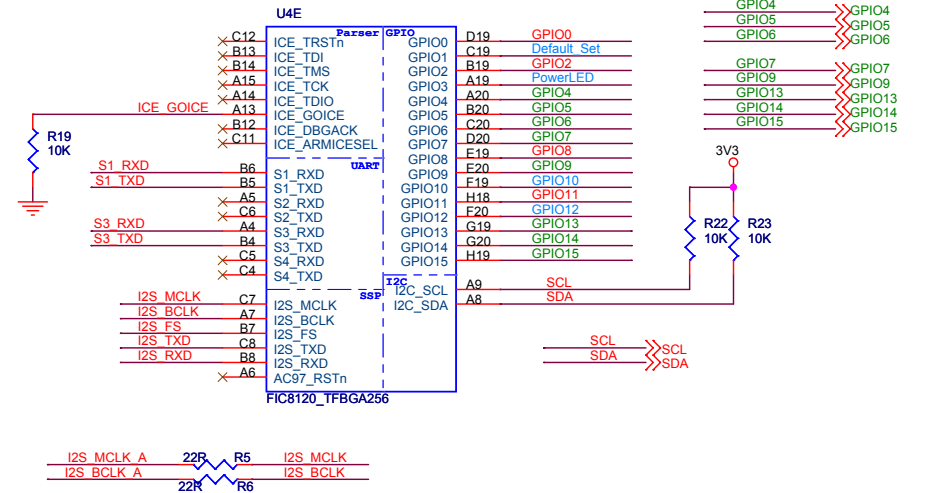 U4E
Parser GPIO
C12 ICE_TRSTn GPIO0 D19 GPIO0
B13 ICE_TDI GPIO1 C19 Default_Set
B14 ICE_TMS GPIO2 B19 GPIO2
A15 ICE_TCK GPIO3 A19 PowerLED
A14 ICE_TDIO GPIO4 A20 GPIO4
ICE_GOICE A13 ICE_GOICE GPIO5 B20 GPIO5
B12 ICE_DBGACK GPIO6 C20 GPIO6
C11 ICE_ARMICESEL GPIO7 D20 GPIO7
R19
10K
GPIO8 E19 GPIO8
UART
S1_RXD B6 S1_RXD GPIO9 E20 GPIO9
S1_TXD B5 S1_TXD GPIO10 F19 GPIO10
A5 S2_RXD GPIO11 H18 GPIO11
C6 S2_TXD GPIO12 F20 GPIO12
S3_RXD A4 S3_RXD GPIO13 G19 GPIO13
S3_TXD B4 S3_TXD GPIO14 G20 GPIO14
C5 S4_RXD GPIO15 H19 GPIO15
C4 S4_TXD
I2C
SSP
I2C_SCL A9 SCL
I2C_SDA A8 SDA
I2S_MCLK C7 I2S_MCLK
I2S_BCLK A7 I2S_BCLK
I2S_FS B7 I2S_FS
I2S_TXD C8 I2S_TXD
I2S_RXD B8 I2S_RXD
A6 AC97_RSTn
FIC8120_TFBGA256
GPIO4 GPIO4
GPIO5 GPIO5
GPIO6 GPIO6
GPIO7 GPIO7
GPIO9 GPIO9
GPIO13 GPIO13
GPIO14 GPIO14
GPIO15 GPIO15
3V3
R22 R23
10K 10K
SCL SCL
SDA SDA
I2S_MCLK_A 22R R5 I2S_MCLK
I2S_BCLK_A 22R R6 I2S_BCLK